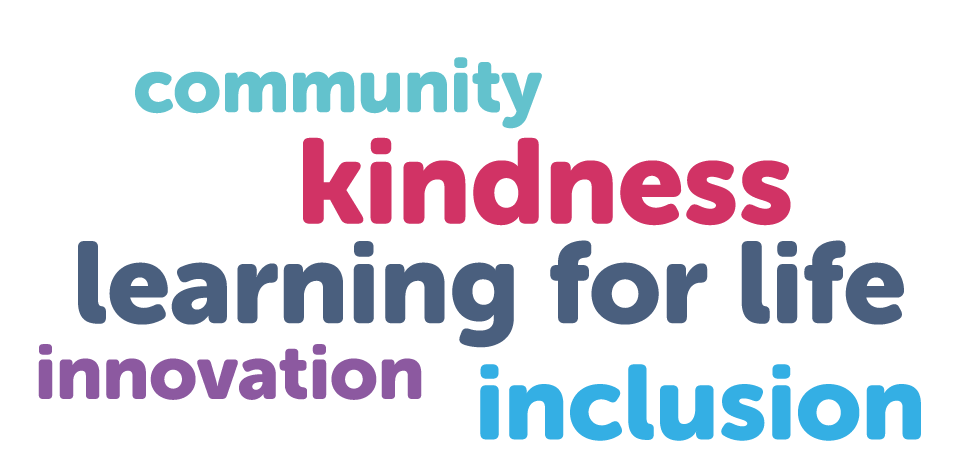 community
kindness
learning for life
innovation
inclusion